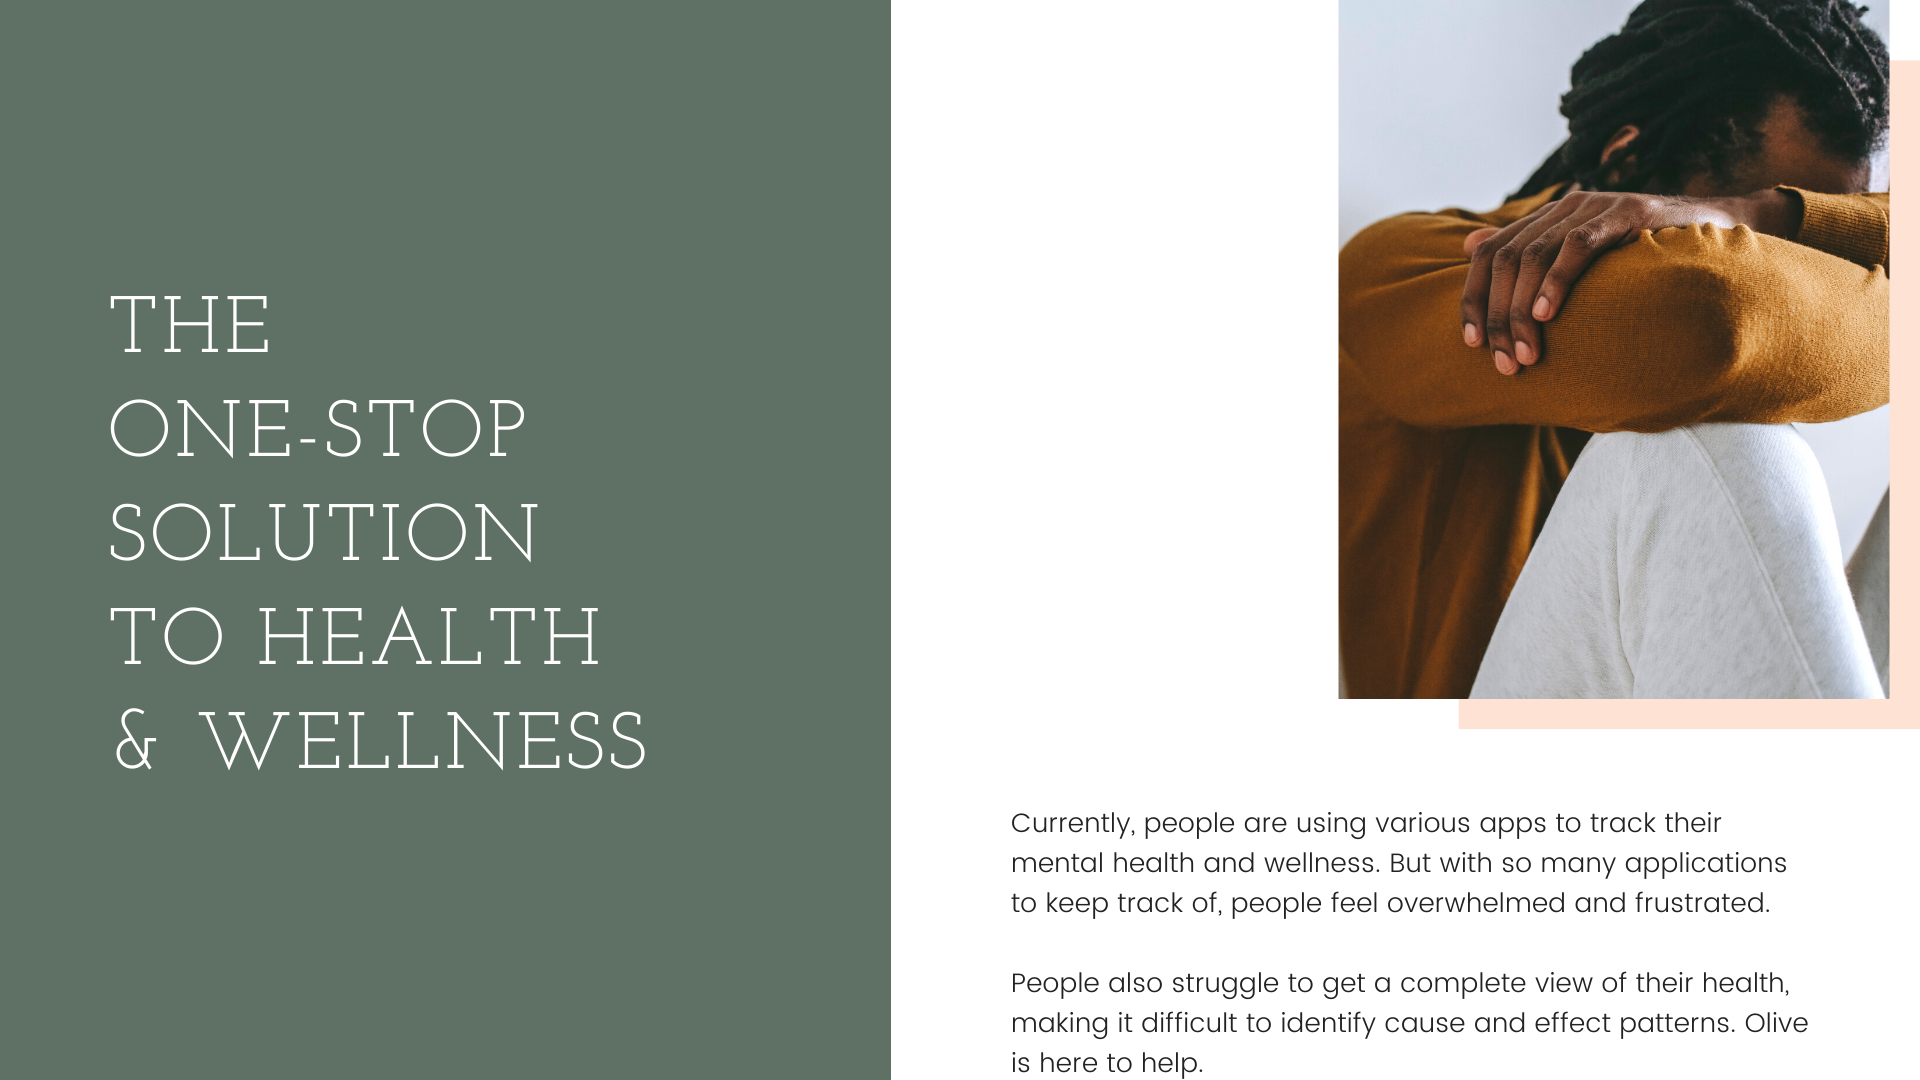 THE
ONE-STOP
SOLUTION
TO HEALTH
& WELLNESS
Currently, people are using various apps to track their
mental health and wellness. But with so many applications
to keep track of, people feel overwhelmed and frustrated.
People also struggle to get a complete view of their health,
making it difficult to identify cause and effect patterns. Olive
is here to help.